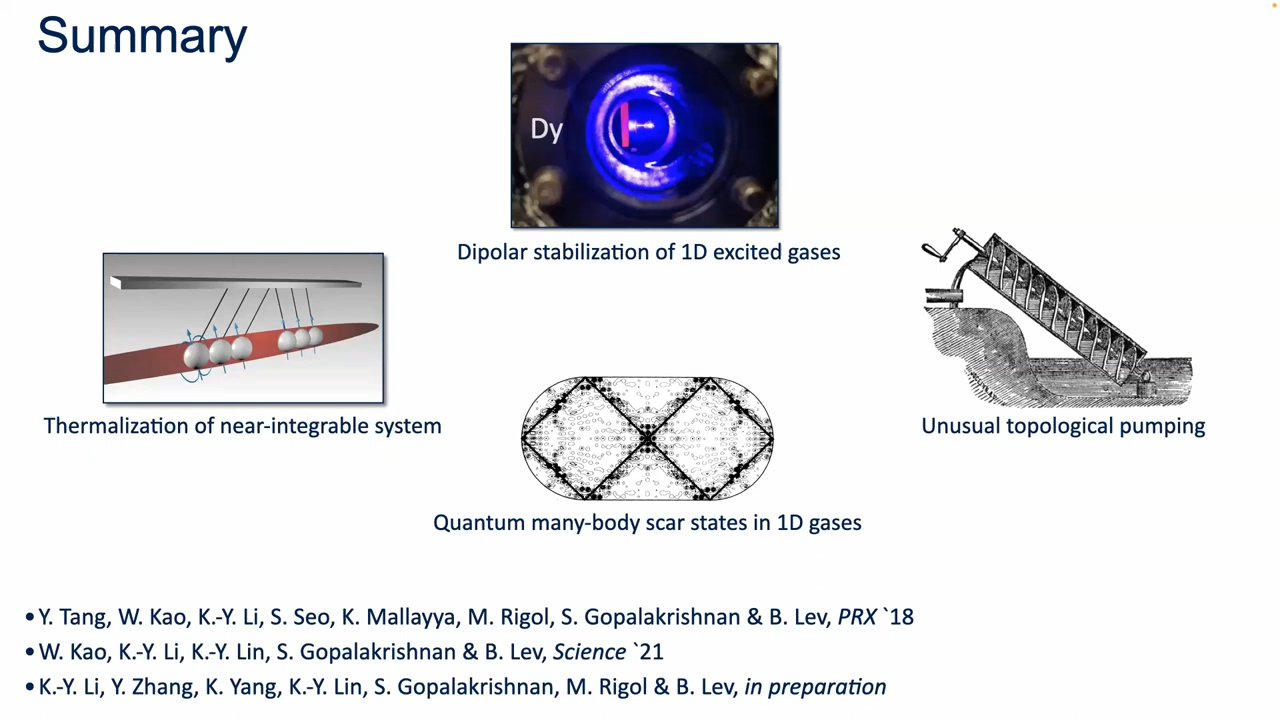 Summary
Dy
Dipolar stabilization of 1D excited gases
Thermalization of near-integrable system
Unusual topological pumping
Quantum many-body scar states in 1D gases
•Y. Tang, W. Kao, K.-Y. Li, S. Seo, K. Mallayya, M. Rigol, S. Gopalakrishnan & B. Lev, PRX `18
•W. Kao, K.-Y. Li, K.-Y. Lin, S. Gopalakrishnan & B. Lev, Science `21
•K.-Y. Li, Y. Zhang, K. Yang, K.-Y. Lin, S. Gopalakrishnan, M. Rigol & B. Lev, in preparation